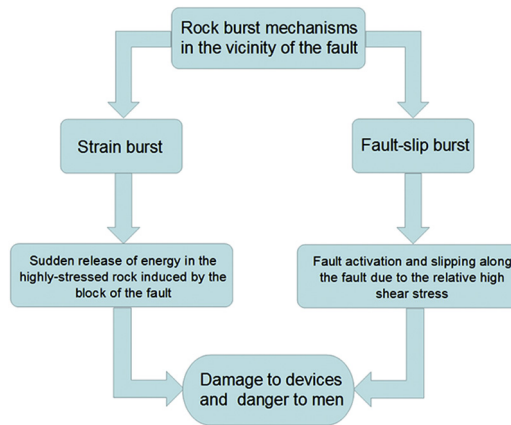 Rock burst mechanisms
in the vicinity of the fault
Strain burst
Fault-slip burst
Sudden release of energy in the
highly-stressed rock induced by the
block of the fault
Fault activation and slipping along
the fault due to the relative high
shear stress
Damage to devices
and danger to men